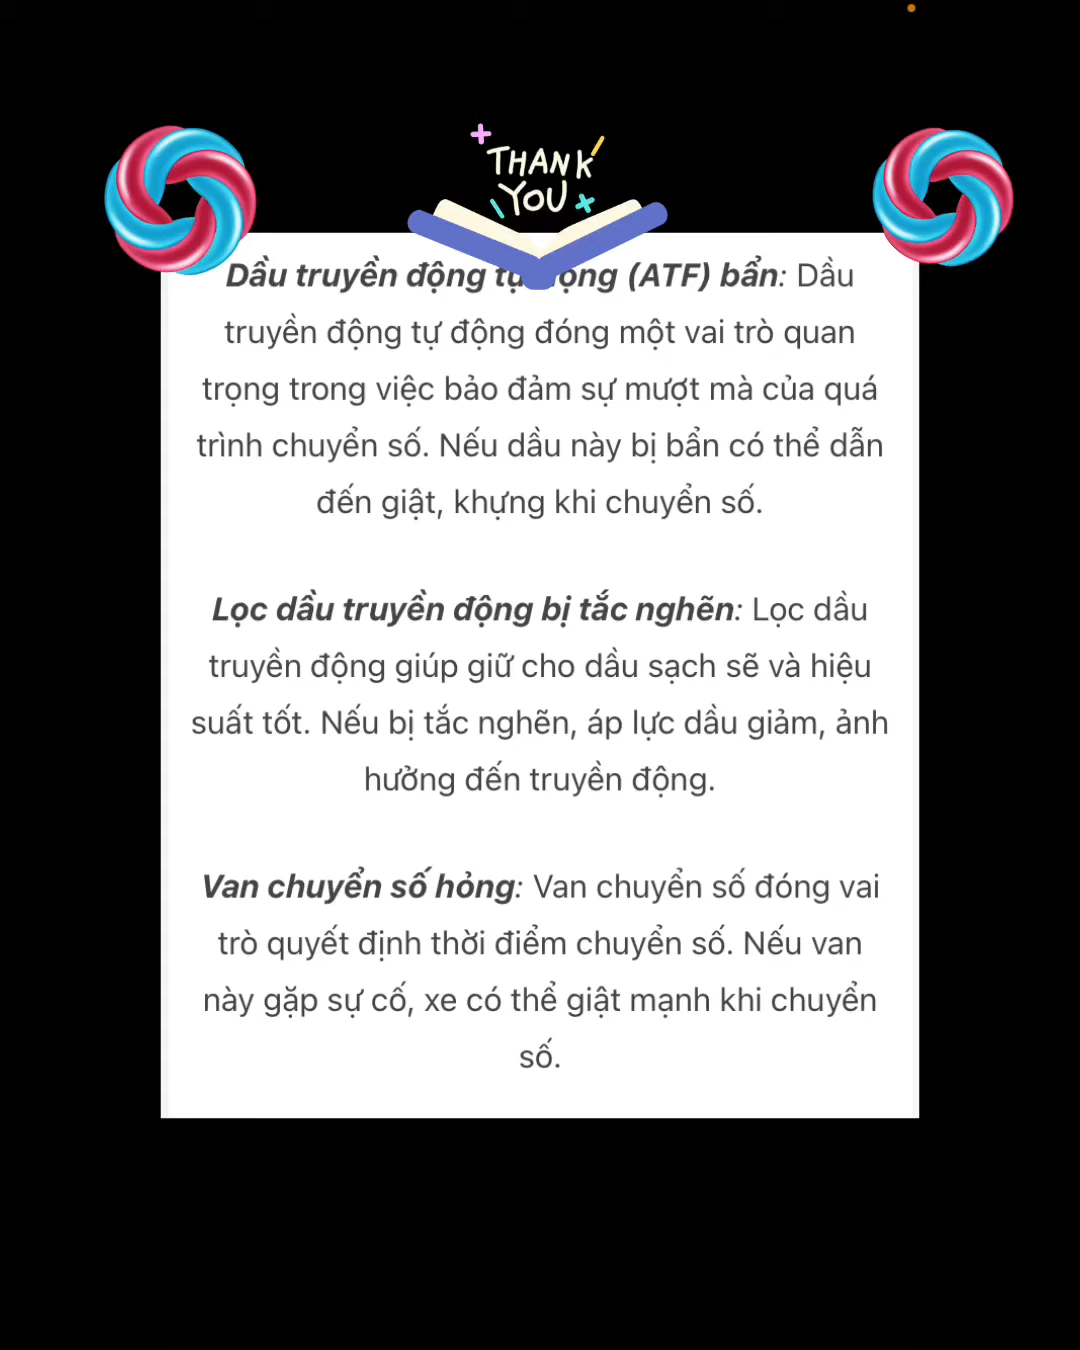 THANK
YOU
Dầu truyền động tự động (ATF) bẩn: Dầu
truyền động tự động đóng một vai trò quan
trọng trong việc bảo đảm sự mượt mà của quá
trình chuyển số. Nếu dầu này bị bẩn có thể dẫn
đến giật, khựng khi chuyển số.
Lọc dầu truyền động bị tắc nghẽn: Lọc dầu
truyền động giúp giữ cho dầu sạch sẽ và hiệu
suất tốt. Nếu bị tắc nghẽn, áp lực dầu giảm, ảnh
hưởng đến truyền động.
Van chuyển số hỏng: Van chuyển số đóng vai
trò quyết định thời điểm chuyển số. Nếu van
này gặp sự cố, xe có thể giật mạnh khi chuyển
số.